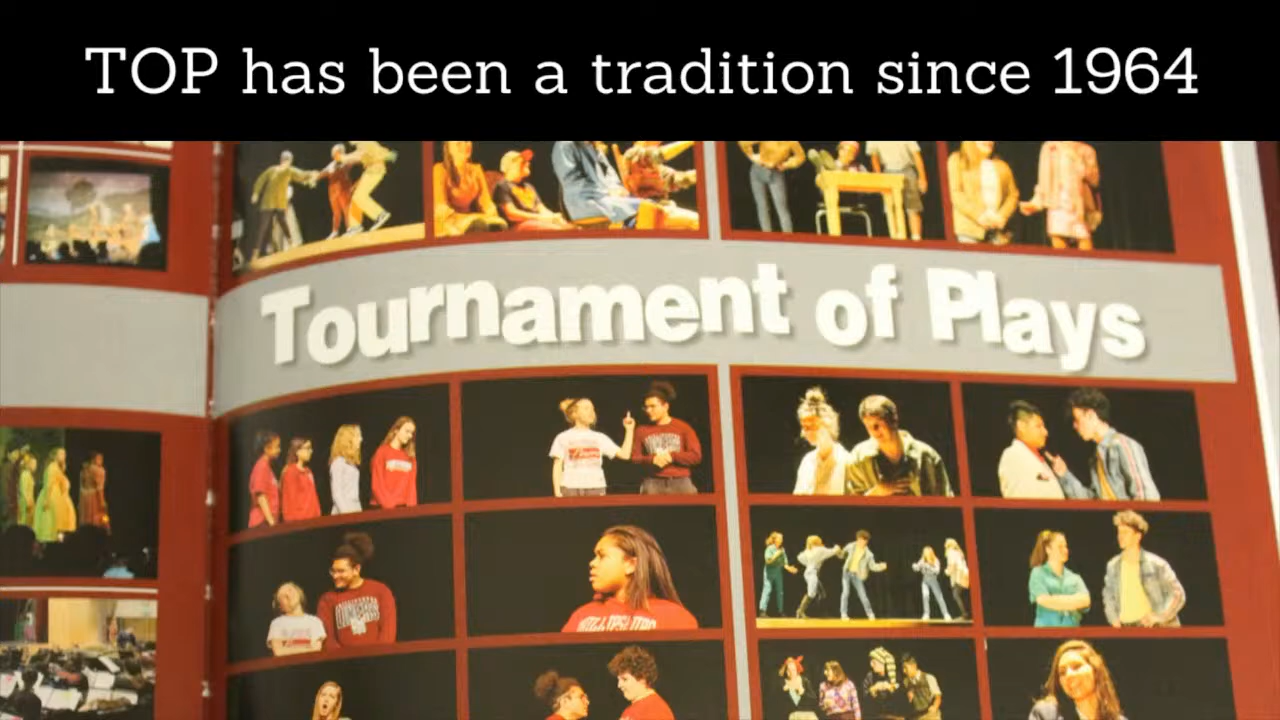 TOP has been a tradition since 1964
Tournament of Plays